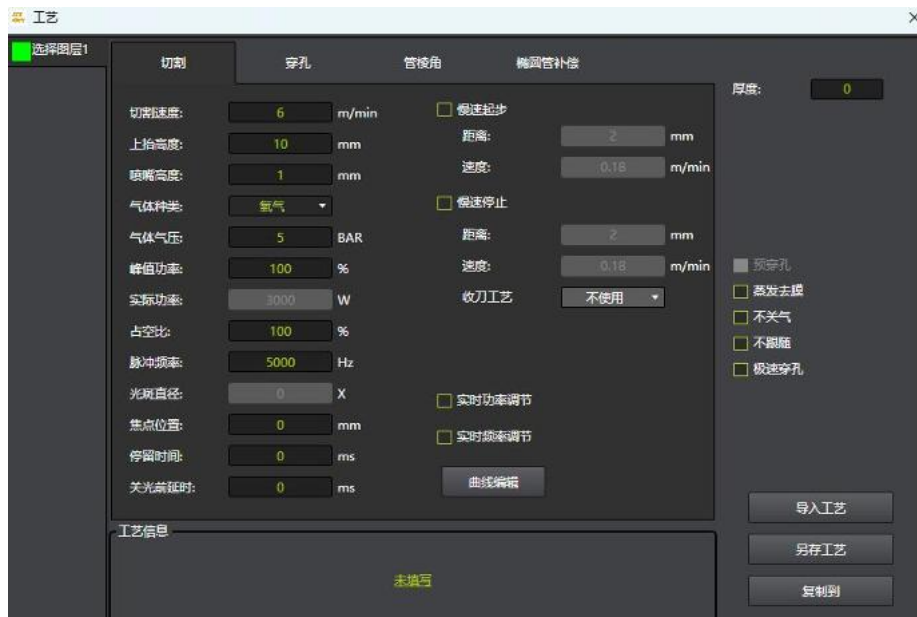 工艺
选择图层1
切割 穿孔 管棱角 椭圆管补偿
厚度: 0
切割速度: 6 m/min
上抬高度: 10 mm
喷嘴高度: 1 mm
气体种类: 氧气
气体气压: 5 BAR
峰值功率: 100 %
实际功率: 3000 W
占空比: 100 %
脉冲频率: 5000 Hz
光斑直径: 0 X
焦点位置: 0 mm
停留时间: 0 ms
关光前延时: 0 ms
慢速起步
距离: 2 mm
速度: 0.18 m/min
慢速停止
距离: 2 mm
速度: 0.18 m/min
收刀工艺 不使用
实时功率调节
实时频率调节
曲线编辑
预穿孔
蒸发去膜
不关气
不跟随
极速穿孔
导入工艺
另存工艺
复制到
工艺信息
未填写